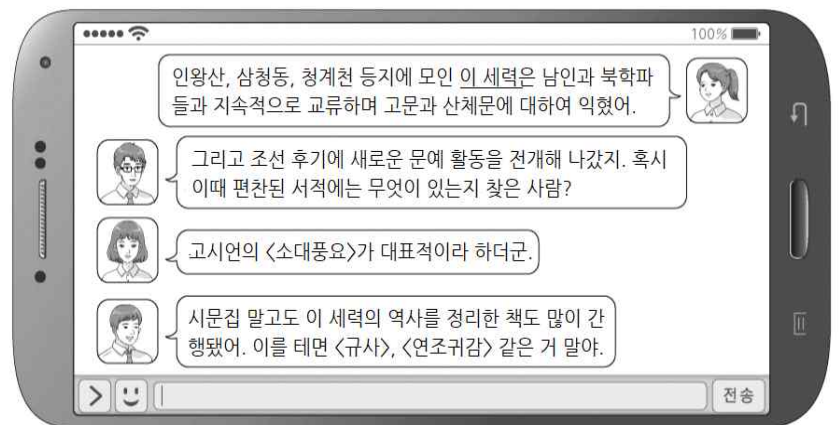 100%
인왕산, 삼청동, 청계천 등지에 모인 이 세력은 남인과 북학파
들과 지속적으로 교류하며 고문과 산체문에 대하여 익혔어.
그리고 조선 후기에 새로운 문예 활동을 전개해 나갔지. 혹시
이때 편찬된 서적에는 무엇이 있는지 찾은 사람?
고시언의 〈소대풍요〉가 대표적이라 하더군.
시문집 말고도 이 세력의 역사를 정리한 책도 많이 간
행됐어. 이를 테면 〈규사〉, 〈연조귀감〉 같은 거 말야.
전송